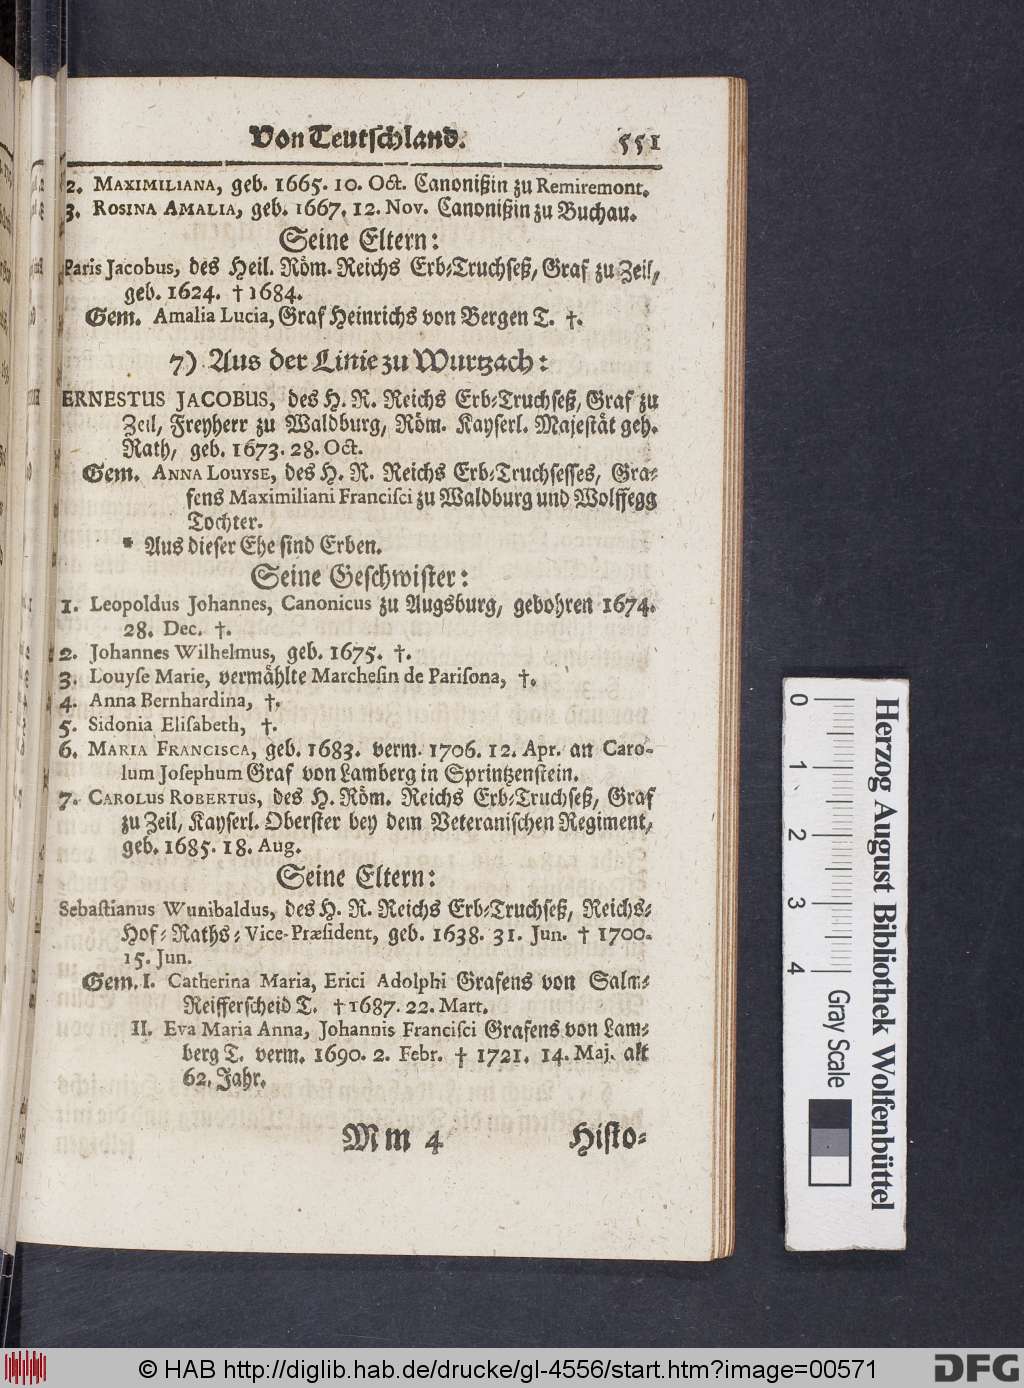 Von Teutschland. 551
2. MAXIMILIANA, geb. 1665. 10. Oct. Canonißin zu Remiremont.
3. ROSINA AMALIA, geb. 1667. 12. Nov. Canonißin zu Buchau.
Seine Eltern:
Paris Jacobus, des Heil. Röm. Reichs Erb-Truchseß, Graf zu Zeil,
geb. 1624. † 1684.
Gem. Amalia Lucia, Graf Heinrichs von Bergen T. †.
7) Aus der Linie zu Wurtzach:
ERNESTUS JACOBUS, des H. R. Reichs Erb-Truchseß, Graf zu
Zeil, Freyherr zu Waldburg, Röm. Kayserl. Majestät geh.
Rath, geb. 1673. 28. Oct.
Gem. ANNA LOUYSE, des H. R. Reichs Erb-Truchsesses, Gra-
fens Maximiliani Francisci zu Waldburg und Wolffegg
Tochter.
* Aus dieser Ehe sind Erben.
Seine Geschwister:
1. Leopoldus Johannes, Canonicus zu Augsburg, gebohren 1674.
28. Dec. †.
2. Johannes Wilhelmus, geb. 1675. †.
3. Louyse Marie, vermählte Marchesin de Parisona, †.
4. Anna Bernhardina, †.
5. Sidonia Elisabeth, †.
6. MARIA FRANCISCA, geb. 1683. verm. 1706. 12. Apr. an Caro-
lum Josephum Graf von Lamberg in Sprintzenstein.
7. CAROLUS ROBERTUS, des H. Röm. Reichs Erb-Truchseß, Graf
zu Zeil, Kayserl. Oberster bey dem Veteranischen Regiment,
geb. 1685. 18. Aug.
Seine Eltern:
Sebastianus Wunibaldus, des H. R. Reichs Erb-Truchseß, Reichs-
Hof-Raths-Vice-Præsident, geb. 1638. 31. Jun. † 1700.
15. Jun.
Gem. I. Catherina Maria, Erici Adolphi Grafens von Salm-
Reifferscheid T. † 1687. 22. Mart.
II. Eva Maria Anna, Johannis Francisci Grafens von Lam-
berg T. verm. 1690. 2. Febr. † 1721. 14. Maj. alt
62. Jahr.
Mm 4 Histo-
0 1 2 3 4 Gray Scale
Herzog August Bibliothek Wolfenbüttel
© HAB http://diglib.hab.de/drucke/gl-4556/start.htm?image=00571
DFG